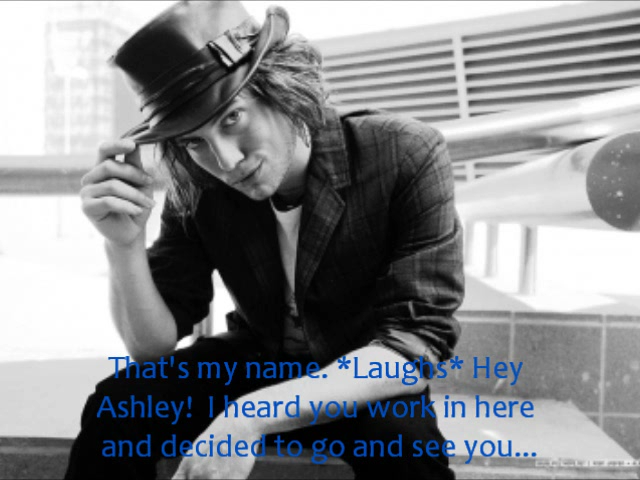 That's my name. *Laughs* Hey
Ashley!  I heard you work in here
and decided to go and see you...